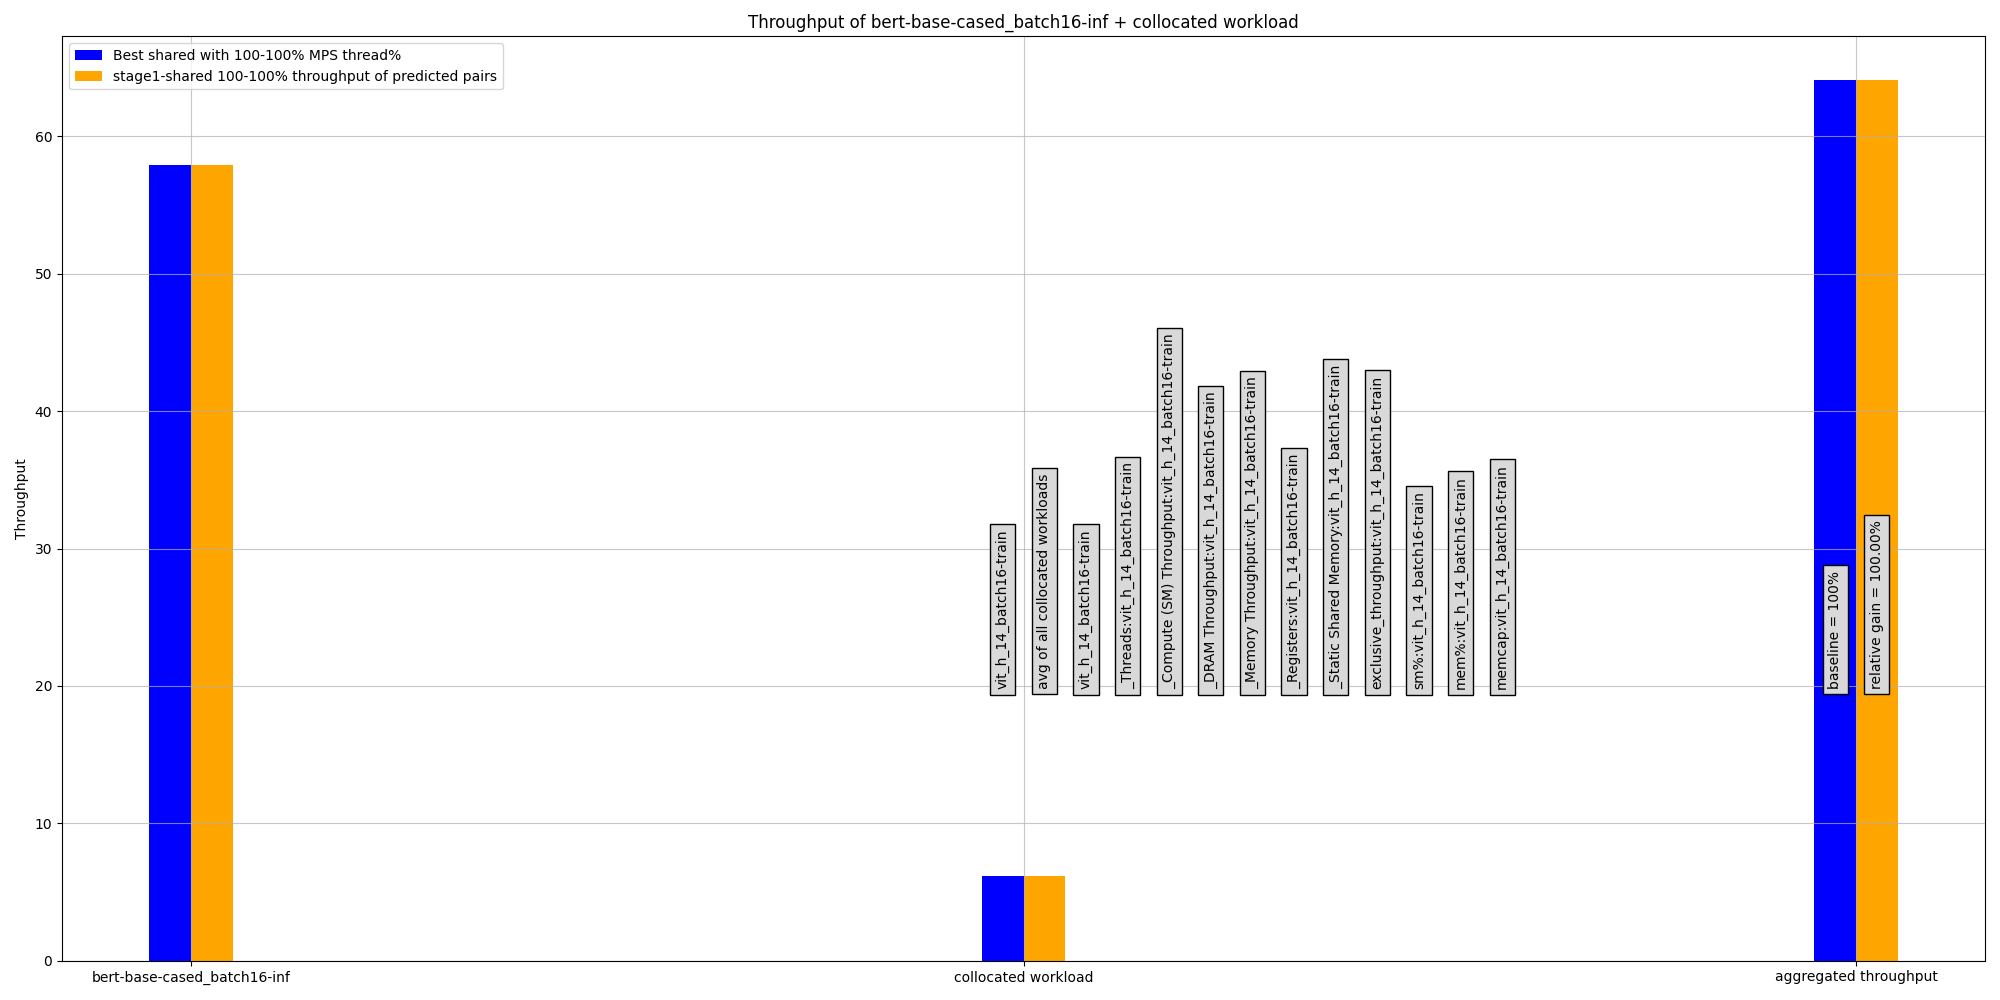 Throughput of bert-base-cased_batch16-inf + collocated workload
Best shared with 100-100% MPS thread%
stage1-shared 100-100% throughput of predicted pairs
Throughput
60
50
40
30
20
10
0
vit_h_14_batch16-train
avg of all collocated workloads
vit_h_14_batch16-train
_Threads:vit_h_14_batch16-train
_Compute (SM) Throughput:vit_h_14_batch16-train
_DRAM Throughput:vit_h_14_batch16-train
_Memory Throughput:vit_h_14_batch16-train
_Registers:vit_h_14_batch16-train
_Static Shared Memory:vit_h_14_batch16-train
exclusive_throughput:vit_h_14_batch16-train
sm%:vit_h_14_batch16-train
mem%:vit_h_14_batch16-train
memcap:vit_h_14_batch16-train
baseline = 100%
relative gain = 100.00%
bert-base-cased_batch16-inf
collocated workload
aggregated throughput